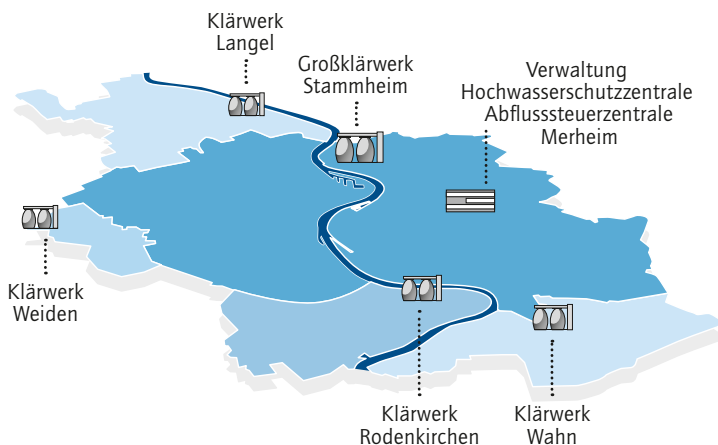 Klärwerk
Langel
Großklärwerk
Stammheim
Verwaltung
Hochwasserschutzzentrale
Abflusssteuerzentrale
Merheim
Klärwerk
Weiden
Klärwerk
Rodenkirchen
Klärwerk
Wahn